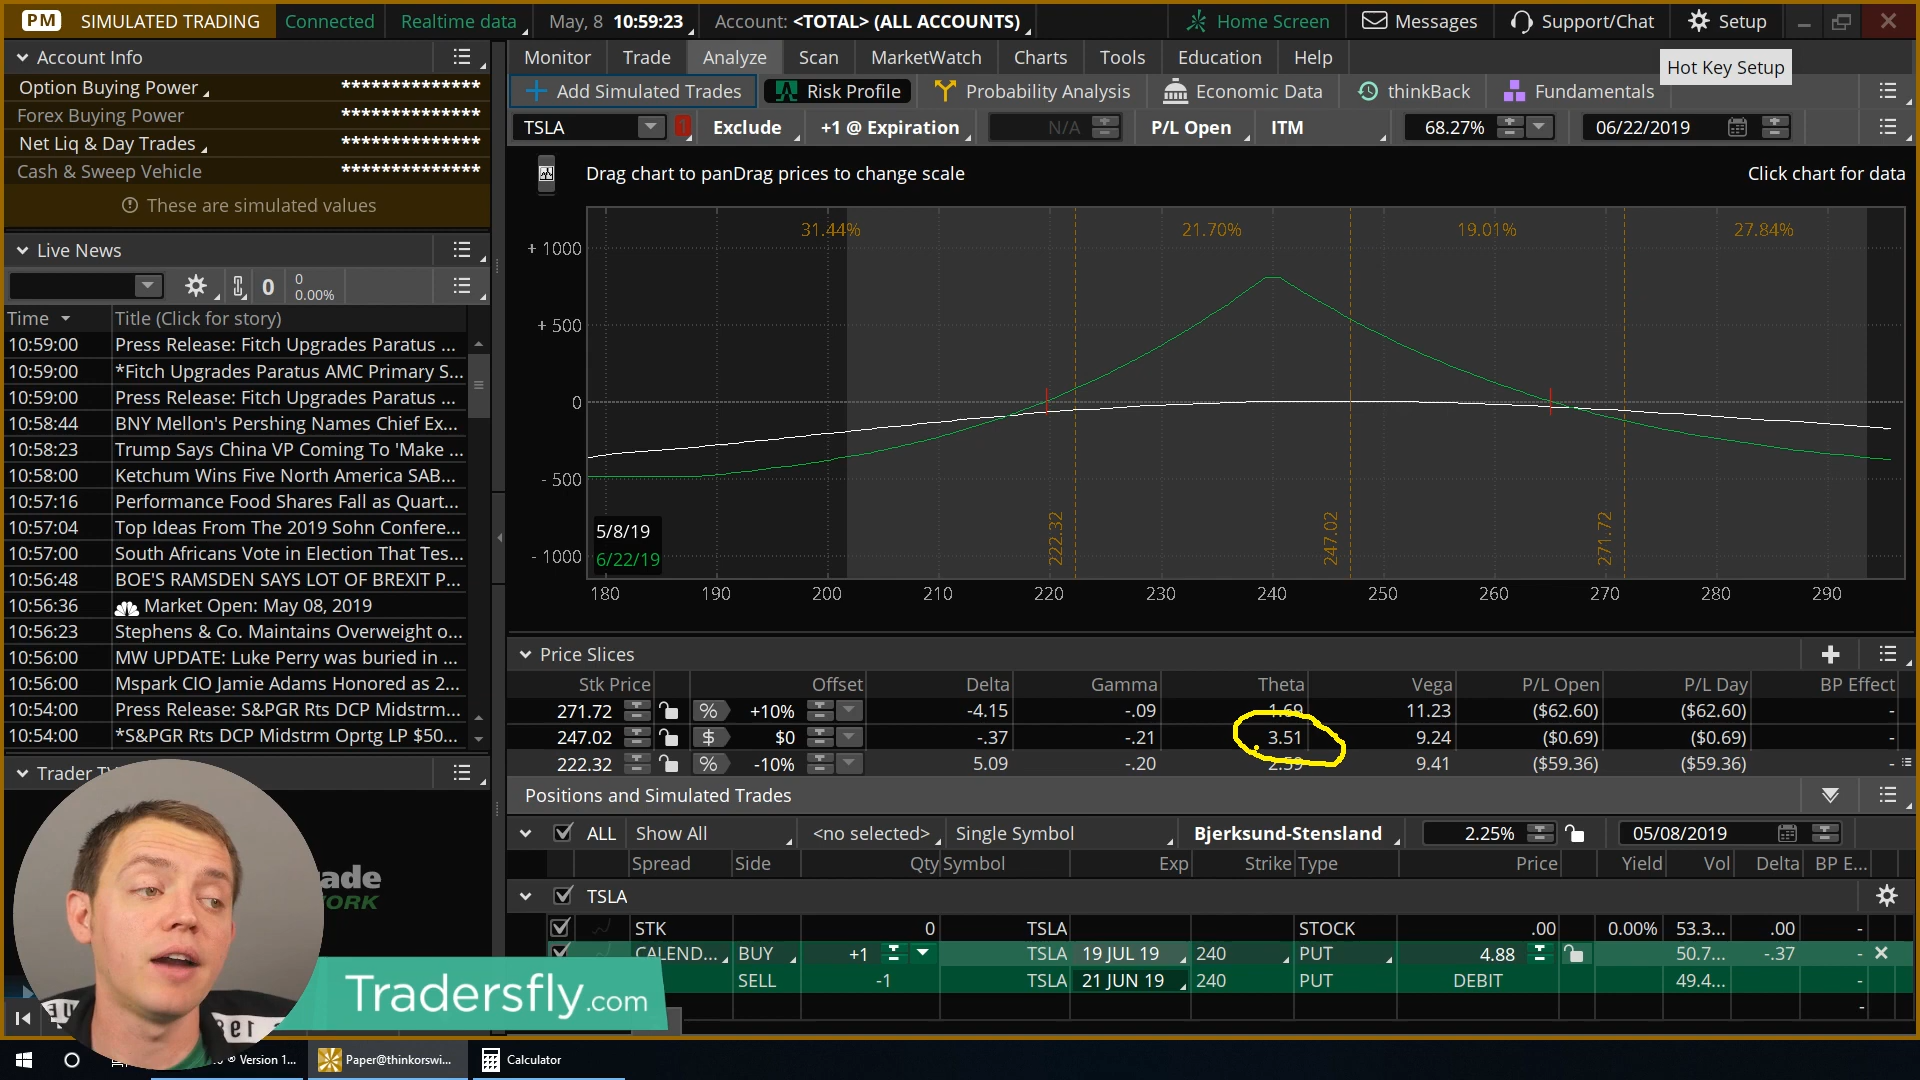 PM SIMULATED TRADING Connected Realtime data May, 8 10:59:23 Account: <TOTAL> (ALL ACCOUNTS) Home Screen Messages Support/Chat Setup
Account Info
Option Buying Power **************
Forex Buying Power **************
Net Liq & Day Trades **************
Cash & Sweep Vehicle **************
These are simulated values
Live News
0 0
0.00%
Time Title (Click for story)
10:59:00 Press Release: Fitch Upgrades Paratus ...
10:59:00 *Fitch Upgrades Paratus AMC Primary S...
10:59:00 Press Release: Fitch Upgrades Paratus ...
10:58:44 BNY Mellon's Pershing Names Chief Ex...
10:58:23 Trump Says China VP Coming To 'Make ...
10:58:00 Ketchum Wins Five North America SAB...
10:57:16 Performance Food Shares Fall as Quart...
10:57:04 Top Ideas From The 2019 Sohn Confere...
10:57:00 South Africans Vote in Election That Tes...
10:56:48 BOE'S RAMSDEN SAYS LOT OF BREXIT P...
10:56:36 Market Open: May 08, 2019
10:56:23 Stephens & Co. Maintains Overweight o...
10:56:00 MW UPDATE: Luke Perry was buried in ...
10:56:00 Mspark CIO Jamie Adams Honored as 2...
10:54:00 Press Release: S&PGR Rts DCP Midstrm...
10:54:00 *S&PGR Rts DCP Midstrm Oprtg LP $50...
Trader T
ade
ORK
Tradersfly.com
Monitor Trade Analyze Scan MarketWatch Charts Tools Education Help
Hot Key Setup
Add Simulated Trades Risk Profile Probability Analysis Economic Data thinkBack Fundamentals
TSLA 1 Exclude +1 @ Expiration N/A P/L Open ITM 68.27% 06/22/2019
Drag chart to panDrag prices to change scale Click chart for data
31.44% 21.70% 19.01% 27.84%
+ 1000
+ 500
0
- 500
- 1000
222.32 247.02 271.72
5/8/19
6/22/19
180 190 200 210 220 230 240 250 260 270 280 290
Price Slices
Stk Price Offset Delta Gamma Theta Vega P/L Open P/L Day BP Effect
271.72 % +10% -4.15 -.09 1.69 11.23 ($62.60) ($62.60) -
247.02 $ $0 -.37 -.21 3.51 9.24 ($0.69) ($0.69) -
222.32 % -10% 5.09 -.20 2.59 9.41 ($59.36) ($59.36) -
Positions and Simulated Trades
ALL Show All <no selected> Single Symbol Bjerksund-Stensland 2.25% 05/08/2019
Spread Side Qty Symbol Exp Strike Type Price Yield Vol Delta BP E...
TSLA
STK 0 TSLA STOCK .00 0.00% 53.3... .00 -
CALEND... BUY +1 TSLA 19 JUL 19 240 PUT 4.88 50.7... -.37 -
SELL -1 TSLA 21 JUN 19 240 PUT DEBIT 49.4... -
-
® Version 1... Paper@thinkorswi... Calculator